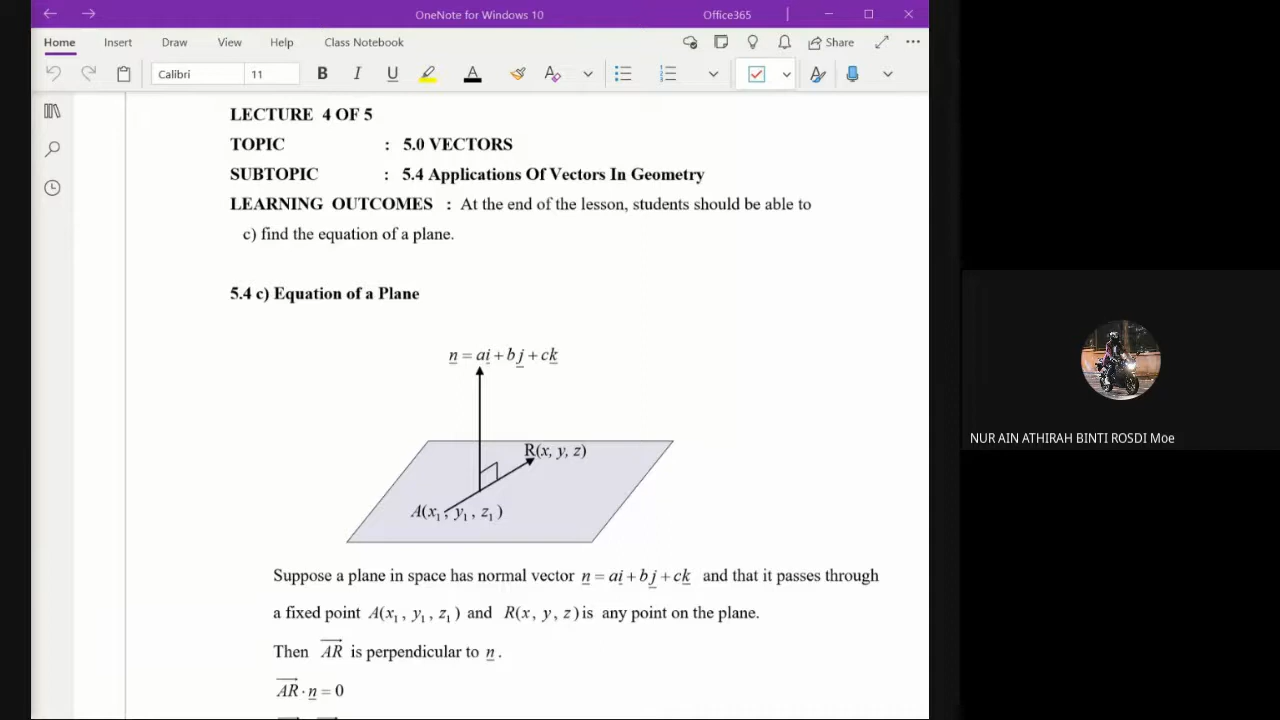 OneNote for Windows 10
Office365
Home Insert Draw View Help Class Notebook Share
Calibri 11 B I U A
LECTURE 4 OF 5
TOPIC : 5.0 VECTORS
SUBTOPIC : 5.4 Applications Of Vectors In Geometry
LEARNING OUTCOMES : At the end of the lesson, students should be able to
c) find the equation of a plane.
5.4 c) Equation of a Plane
n = ai + bj + ck
R(x, y, z)
A(x₁, y₁, z₁)
Suppose a plane in space has normal vector n = ai + bj + ck and that it passes through
a fixed point A(x₁, y₁, z₁) and R(x, y, z) is any point on the plane.
Then AR is perpendicular to n.
AR · n = 0
NUR AIN ATHIRAH BINTI ROSDI Moe